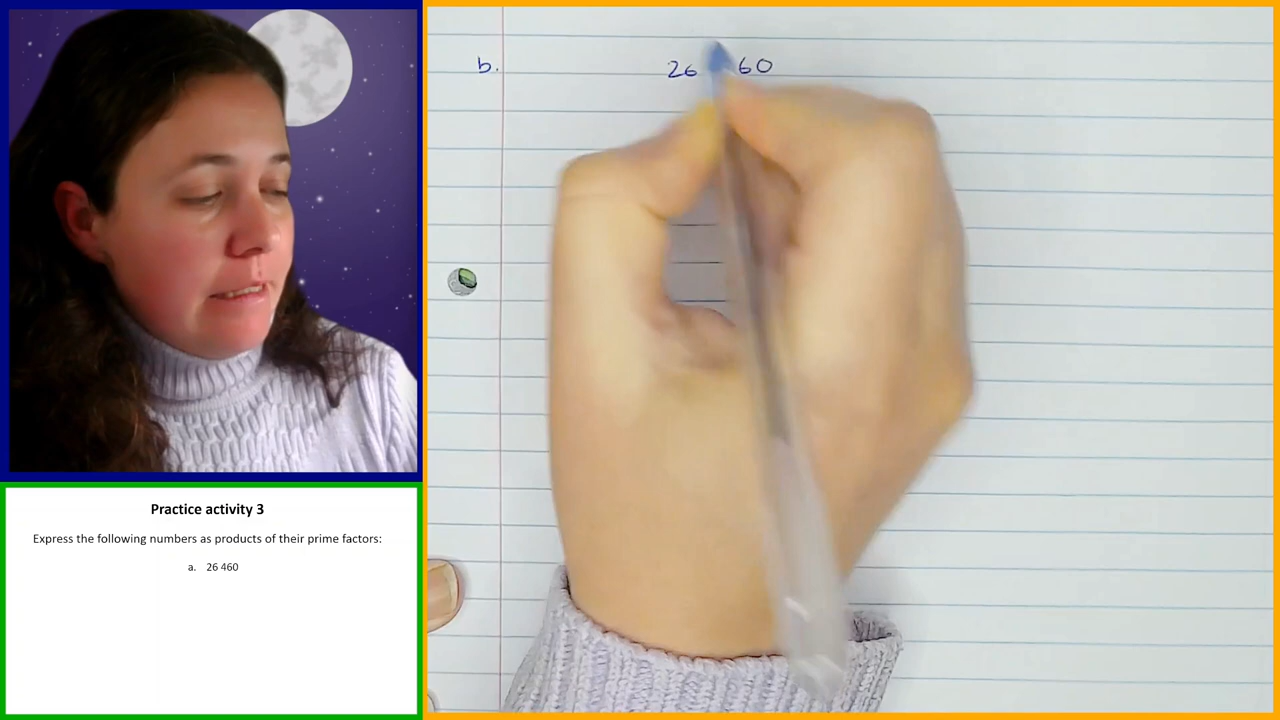 b. 26 60
Practice activity 3
Express the following numbers as products of their prime factors:
a. 26 460